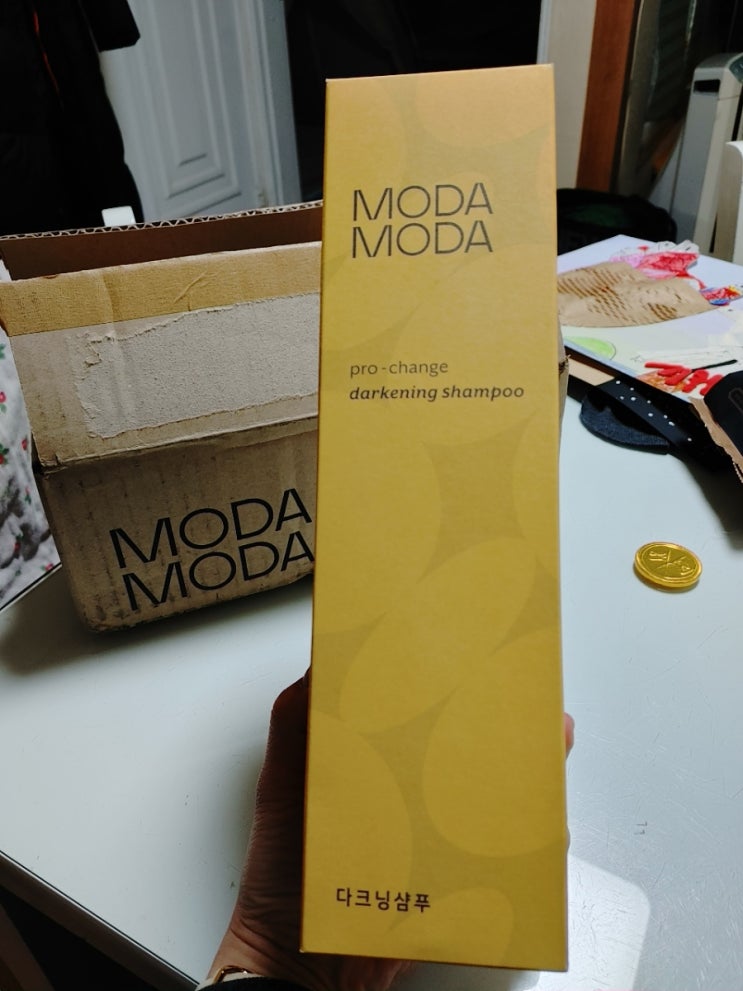 MODA
MODA
pro-change
darkening shampoo
다크닝샴푸
MODA
MODA